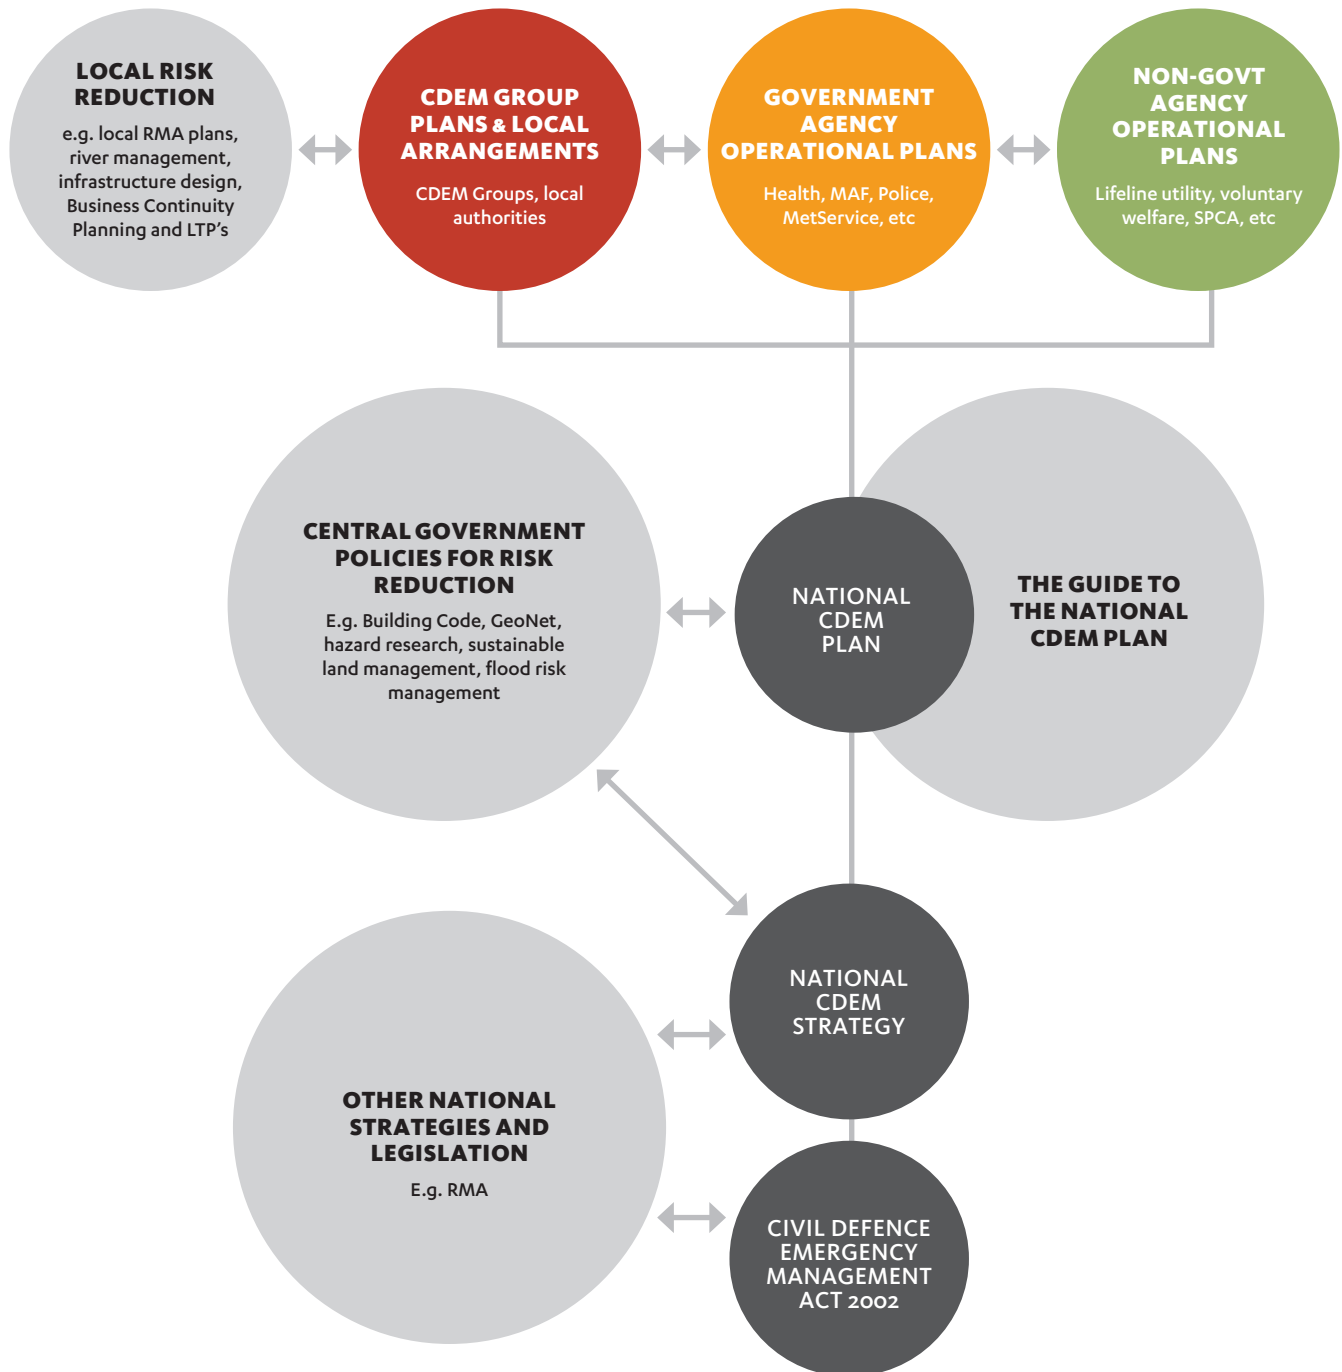 LOCAL RISK
REDUCTION
e.g. local RMA plans,
river management,
infrastructure design,
Business Continuity
Planning and LTP’s
CDEM GROUP
PLANS & LOCAL
ARRANGEMENTS
CDEM Groups, local
authorities
GOVERNMENT
AGENCY
OPERATIONAL PLANS
Health, MAF, Police,
MetService, etc
NON-GOVT
AGENCY
OPERATIONAL
PLANS
Lifeline utility, voluntary
welfare, SPCA, etc
CENTRAL GOVERNMENT
POLICIES FOR RISK
REDUCTION
E.g. Building Code, GeoNet,
hazard research, sustainable
land management, flood risk
management
NATIONAL
CDEM
PLAN
THE GUIDE TO
THE NATIONAL
CDEM PLAN
NATIONAL
CDEM
STRATEGY
OTHER NATIONAL
STRATEGIES AND
LEGISLATION
E.g. RMA
CIVIL DEFENCE
EMERGENCY
MANAGEMENT
ACT 2002